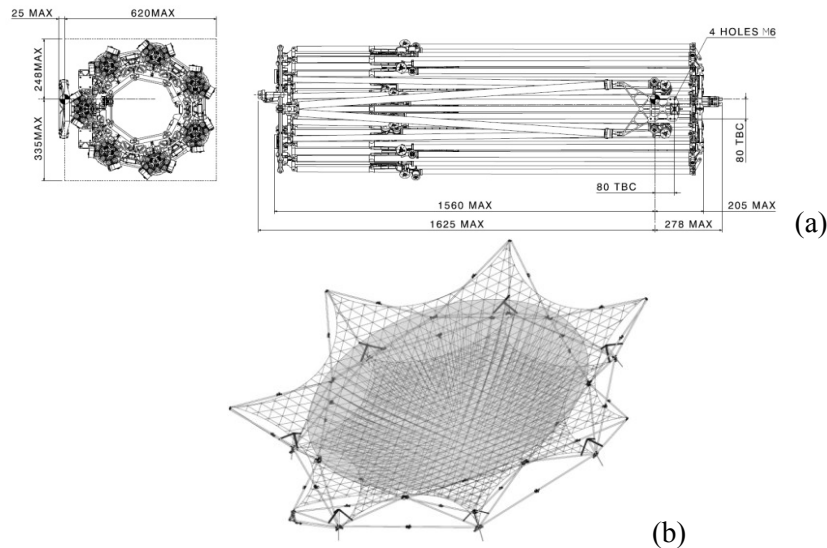 25 MAX
620MAX
4 HOLES M6
248MAX
335MAX
80 TBC
80 TBC
1560 MAX
205 MAX
1625 MAX
278 MAX
(a)
(b)